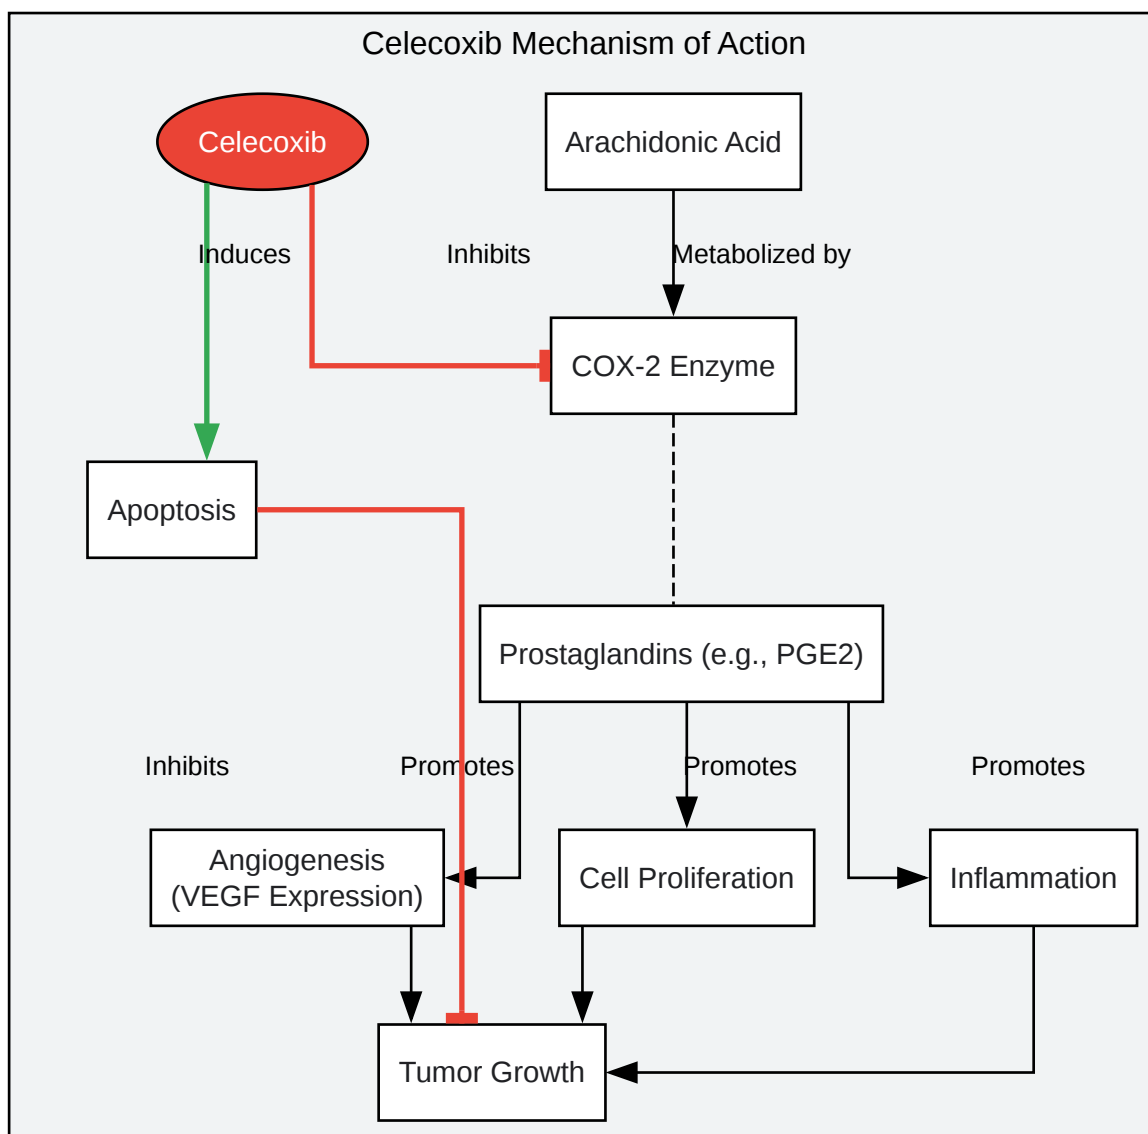 Celecoxib Mechanism of Action
Celecoxib
Arachidonic Acid
Induces
Inhibits
Metabolized by
COX-2 Enzyme
Apoptosis
Prostaglandins (e.g., PGE2)
Inhibits
Promotes
Promotes
Promotes
Angiogenesis
(VEGF Expression)
Cell Proliferation
Inflammation
Tumor Growth